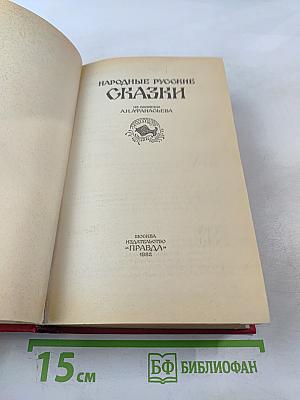 НАРОДНЫЕ РУССКИЕ
СКАЗКИ
ИЗ СБОРНИКА
А.Н.АФАНАСЬЕВА
МОСКВА
ИЗДАТЕЛЬСТВО
«ПРАВДА»
1982
15 см
БФ БИБЛИОФАН